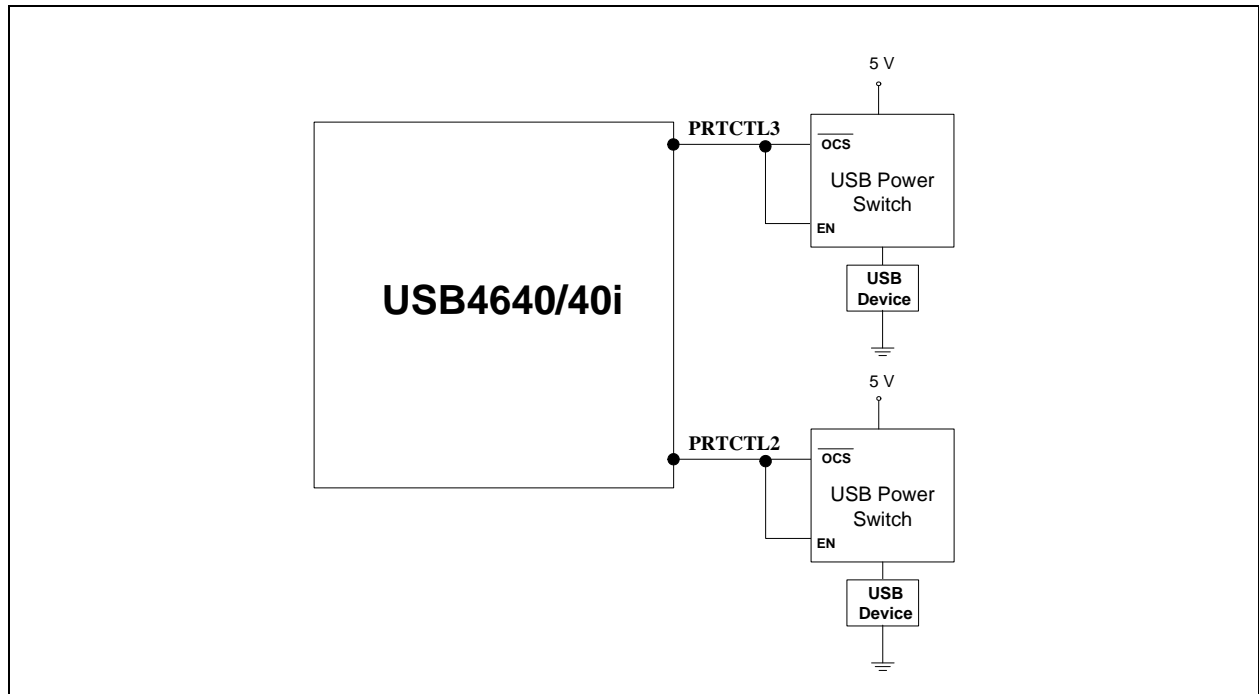 5 V
PRTCTL3
OCS
USB Power
Switch
EN
USB
Device
USB4640/40i
5 V
PRTCTL2
OCS
USB Power
Switch
EN
USB
Device